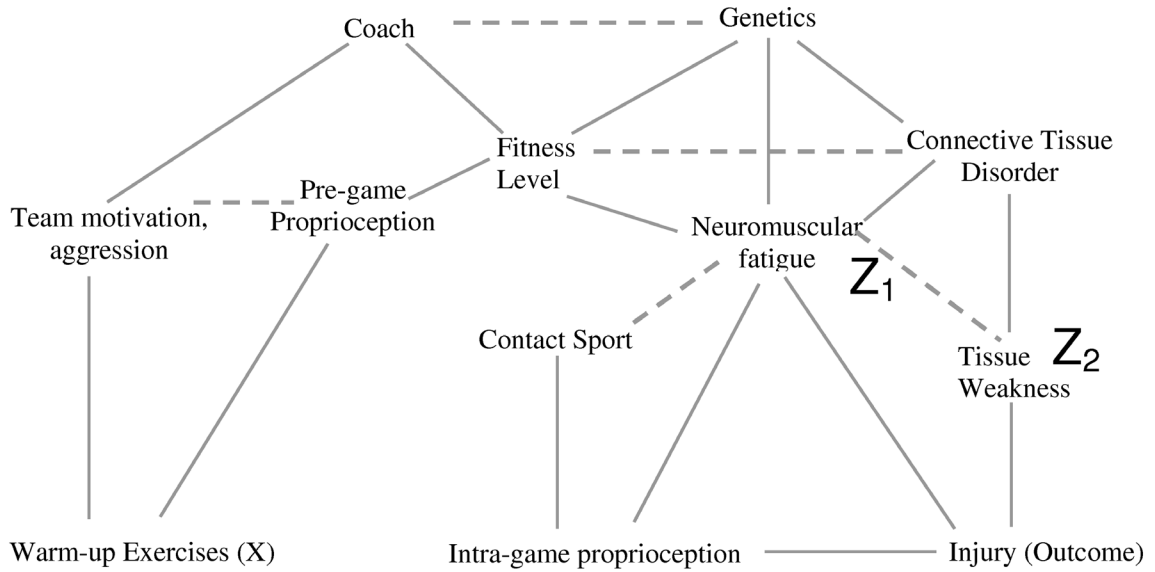 Coach
Genetics
Fitness
Level
Connective Tissue
Disorder
Pre-game
Proprioception
Team motivation,
aggression
Neuromuscular
fatigue
Z1
Contact Sport
Tissue
Weakness
Z2
Warm-up Exercises (X)
Intra-game proprioception
Injury (Outcome)